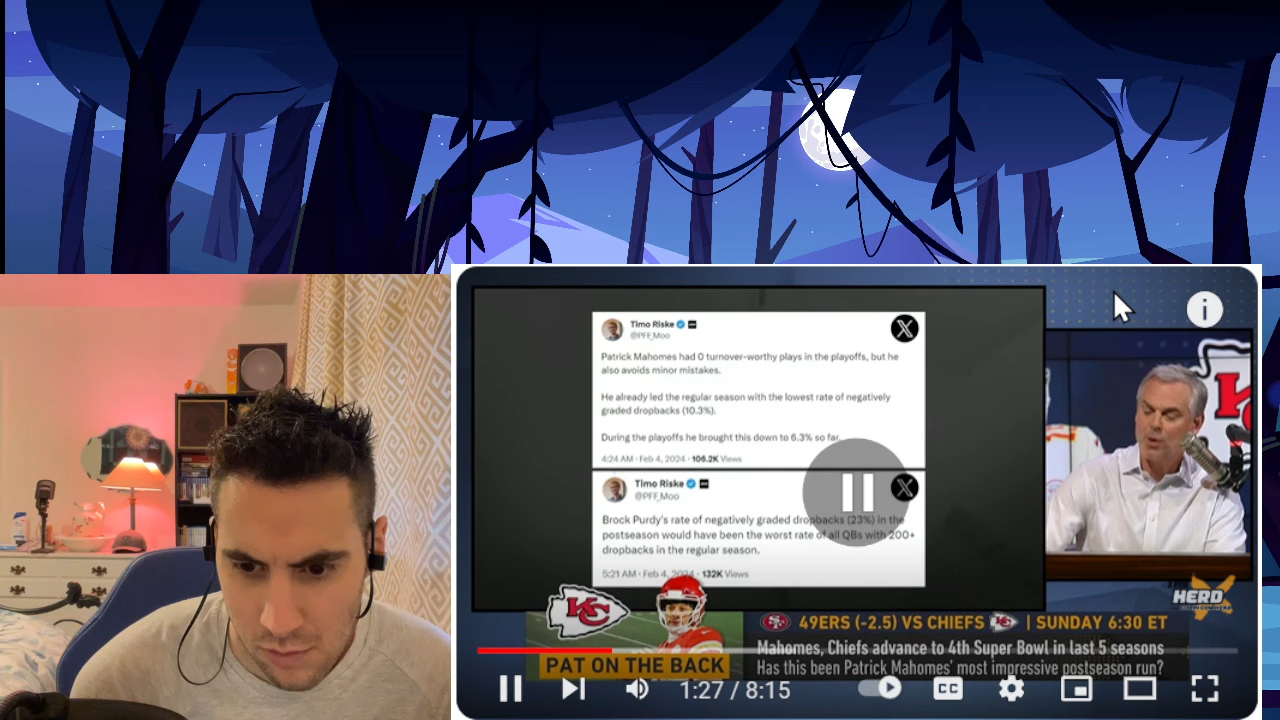 Timo Riske
@PFF_Moo
Patrick Mahomes had 0 turnover-worthy plays in the playoffs, but he
also avoids minor mistakes.
He already led the regular season with the lowest rate of negatively
graded dropbacks (10.3%).
During the playoffs he brought this down to 6.3% so far.
4:24 AM · Feb 4, 2024 · 106.2K Views
Timo Riske
@PFF_Moo
Brock Purdy's rate of negatively graded dropbacks (23%) in the
postseason would have been the worst rate of all QBs with 200+
dropbacks in the regular season.
5:21 AM · Feb 4, 2024 · 132K Views
KC
THE
HERD
49ERS (-2.5) VS CHIEFS | SUNDAY 6:30 ET
Mahomes, Chiefs advance to 4th Super Bowl in last 5 seasons
PAT ON THE BACK
Has this been Patrick Mahomes' most impressive postseason run?
1:27 / 8:15
CC